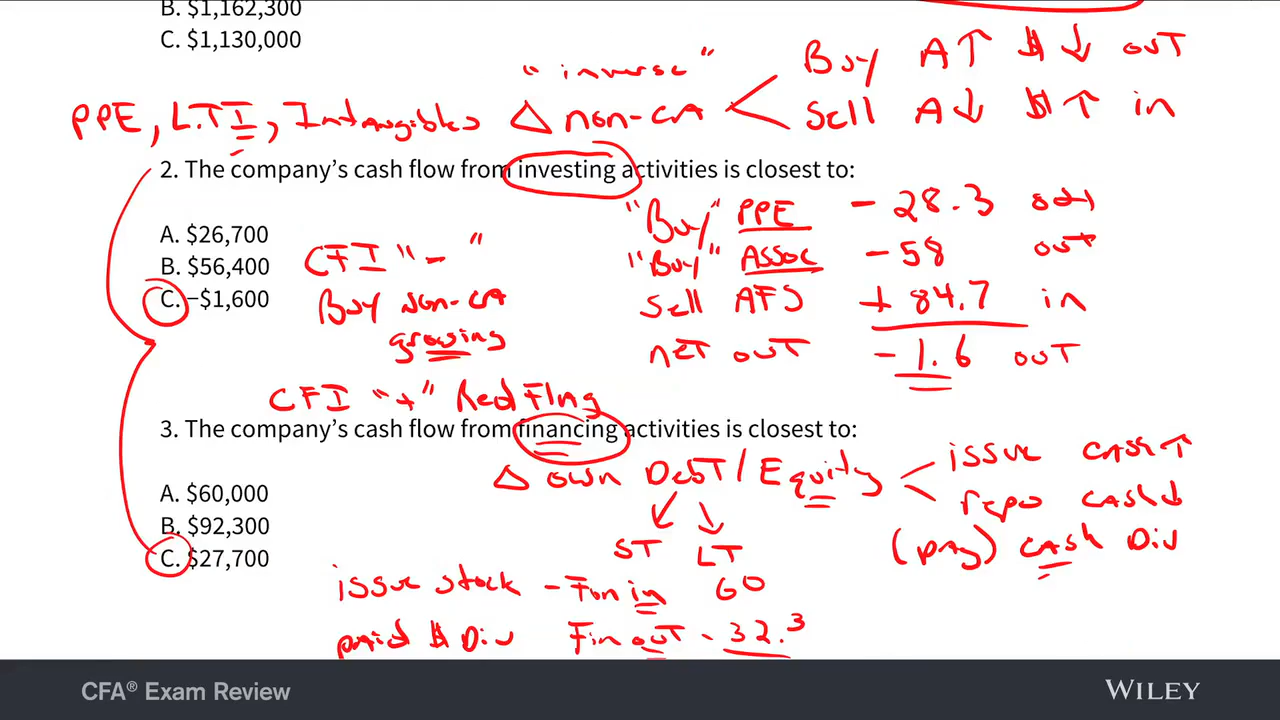 B. $1,162,300
C. $1,130,000
"inverse"
Buy A↑ $↓ out
PPE, LTI, Intangibles Δ non-CA < Sell A↓ $↑ in
2. The company's cash flow from investing activities is closest to:
"Buy" PPE - 28.3 out
A. $26,700
CFI "-"
B. $56,400
"Buy" Assoc - 58 out
C. −$1,600
Buy non-CA
Sell AFS + 84.7 in
growing
net out - 1.6 out
CFI "+" Red Flag
3. The company's cash flow from financing activities is closest to:
Δ own Debt/Equity < issue cash↑
repo cash↓
A. $60,000
B. $92,300
ST LT
(pay) cash Div
C. $27,700
issue stock - Fin in 60
paid $ Div Fin out - 32.3
CFA® Exam Review
WILEY